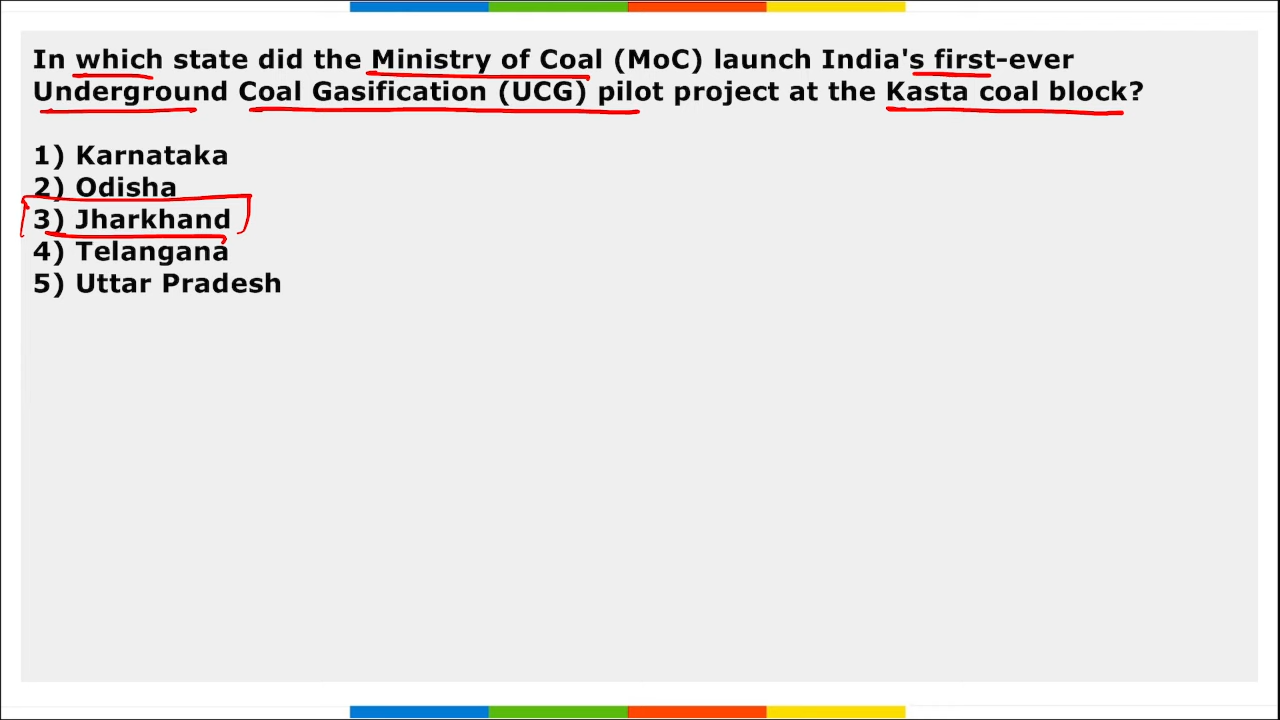 In which state did the Ministry of Coal (MoC) launch India's first-ever
Underground Coal Gasification (UCG) pilot project at the Kasta coal block?
1) Karnataka
2) Odisha
3) Jharkhand
4) Telangana
5) Uttar Pradesh